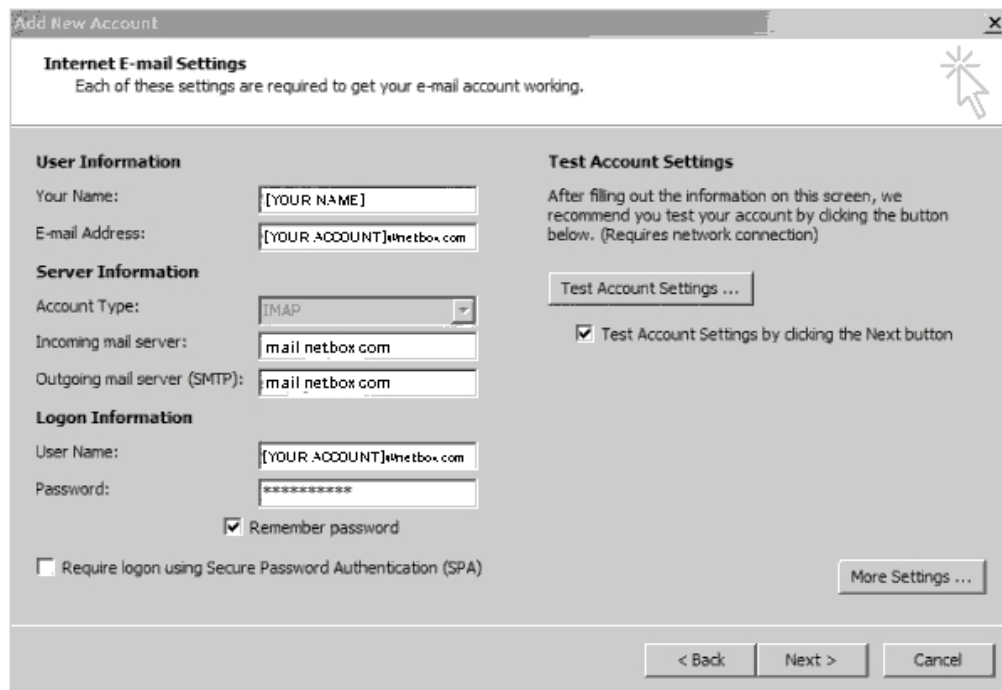 Add New Account
Internet E-mail Settings
Each of these settings are required to get your e-mail account working.
User Information
Your Name: [YOUR NAME]
E-mail Address: [YOUR ACCOUNT]@netbox.com
Server Information
Account Type: IMAP
Incoming mail server: mail netbox com
Outgoing mail server (SMTP): mail netbox com
Logon Information
User Name: [YOUR ACCOUNT]@netbox.com
Password: **********
Remember password
Require logon using Secure Password Authentication (SPA)
Test Account Settings
After filling out the information on this screen, we
recommend you test your account by clicking the button
below. (Requires network connection)
Test Account Settings ...
Test Account Settings by clicking the Next button
More Settings ...
< Back
Next >
Cancel